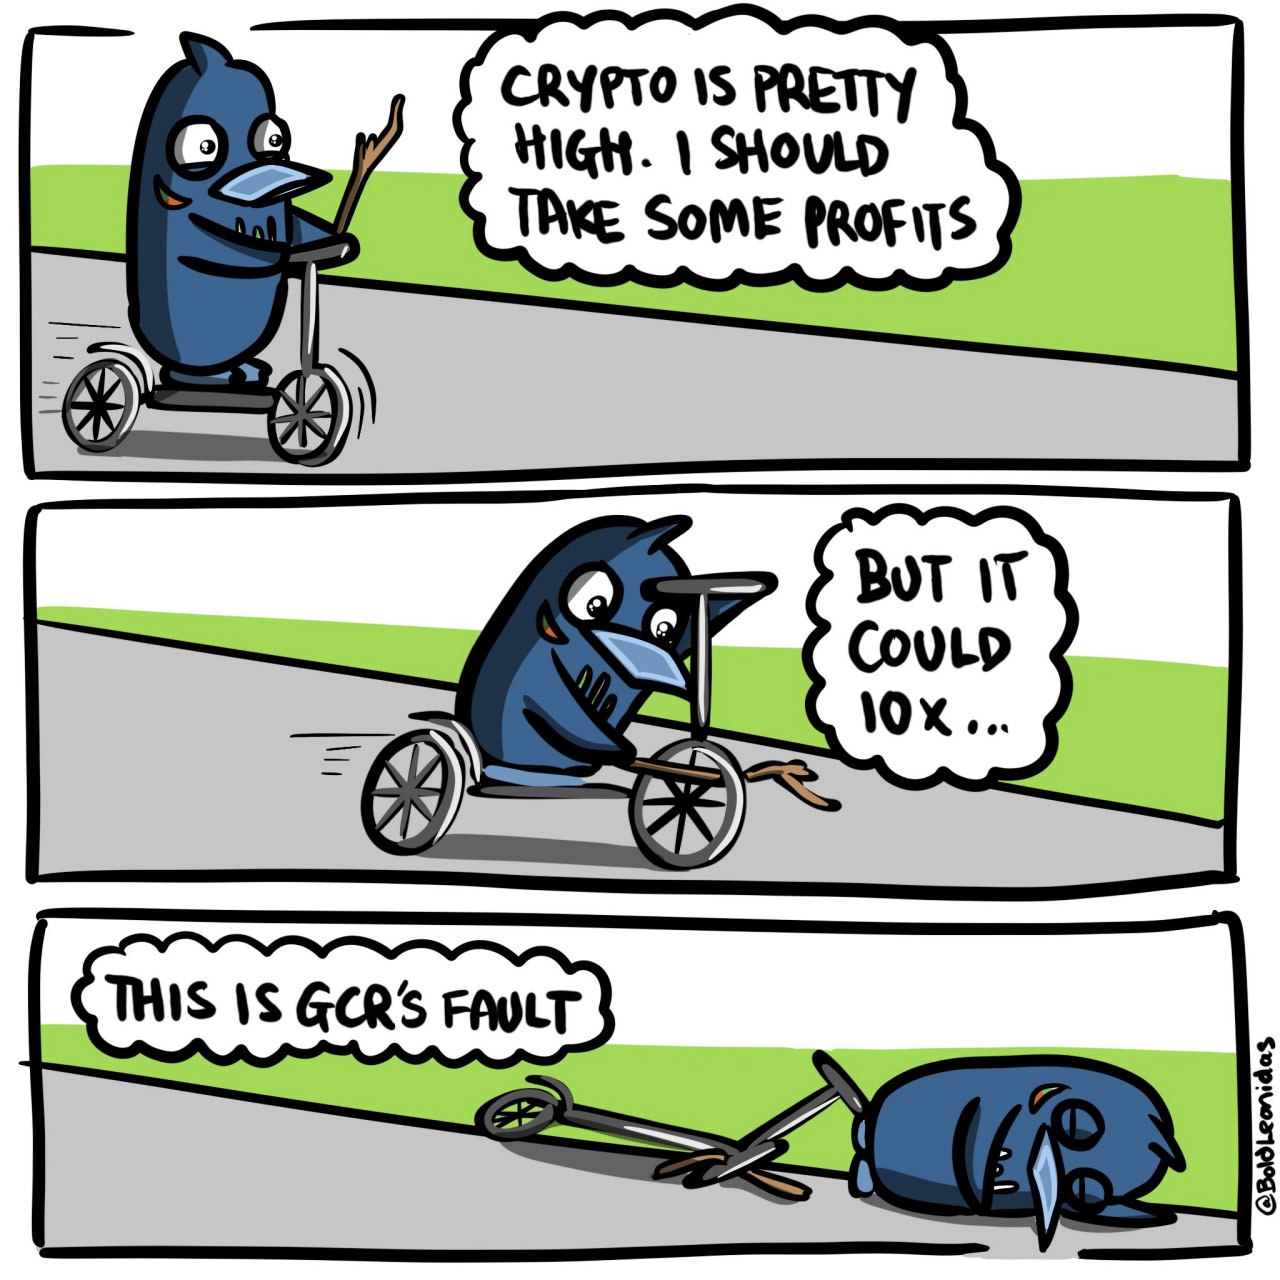 CRYPTO IS PRETTY
HIGH. I SHOULD
TAKE SOME PROFITS
BUT IT
COULD
10X...
THIS IS GCR'S FAULT
@BoldLeonidas